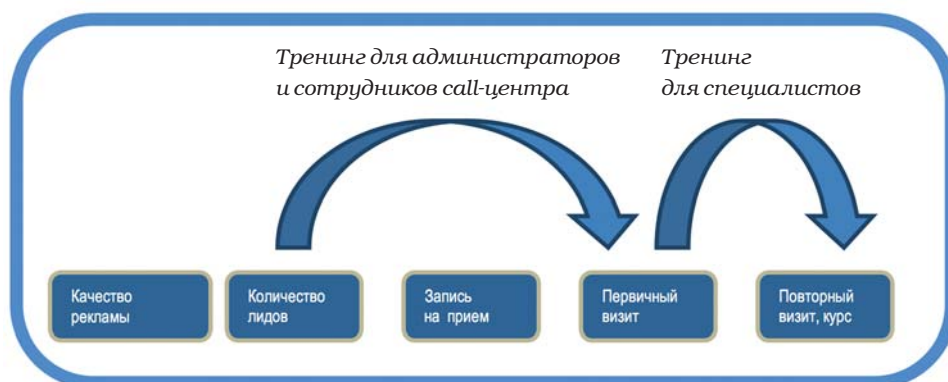 Тренинг для администраторов
и сотрудников call-центра
Тренинг
для специалистов
Качество
рекламы
Количество
лидов
Запись
на прием
Первичный
визит
Повторный
визит, курс